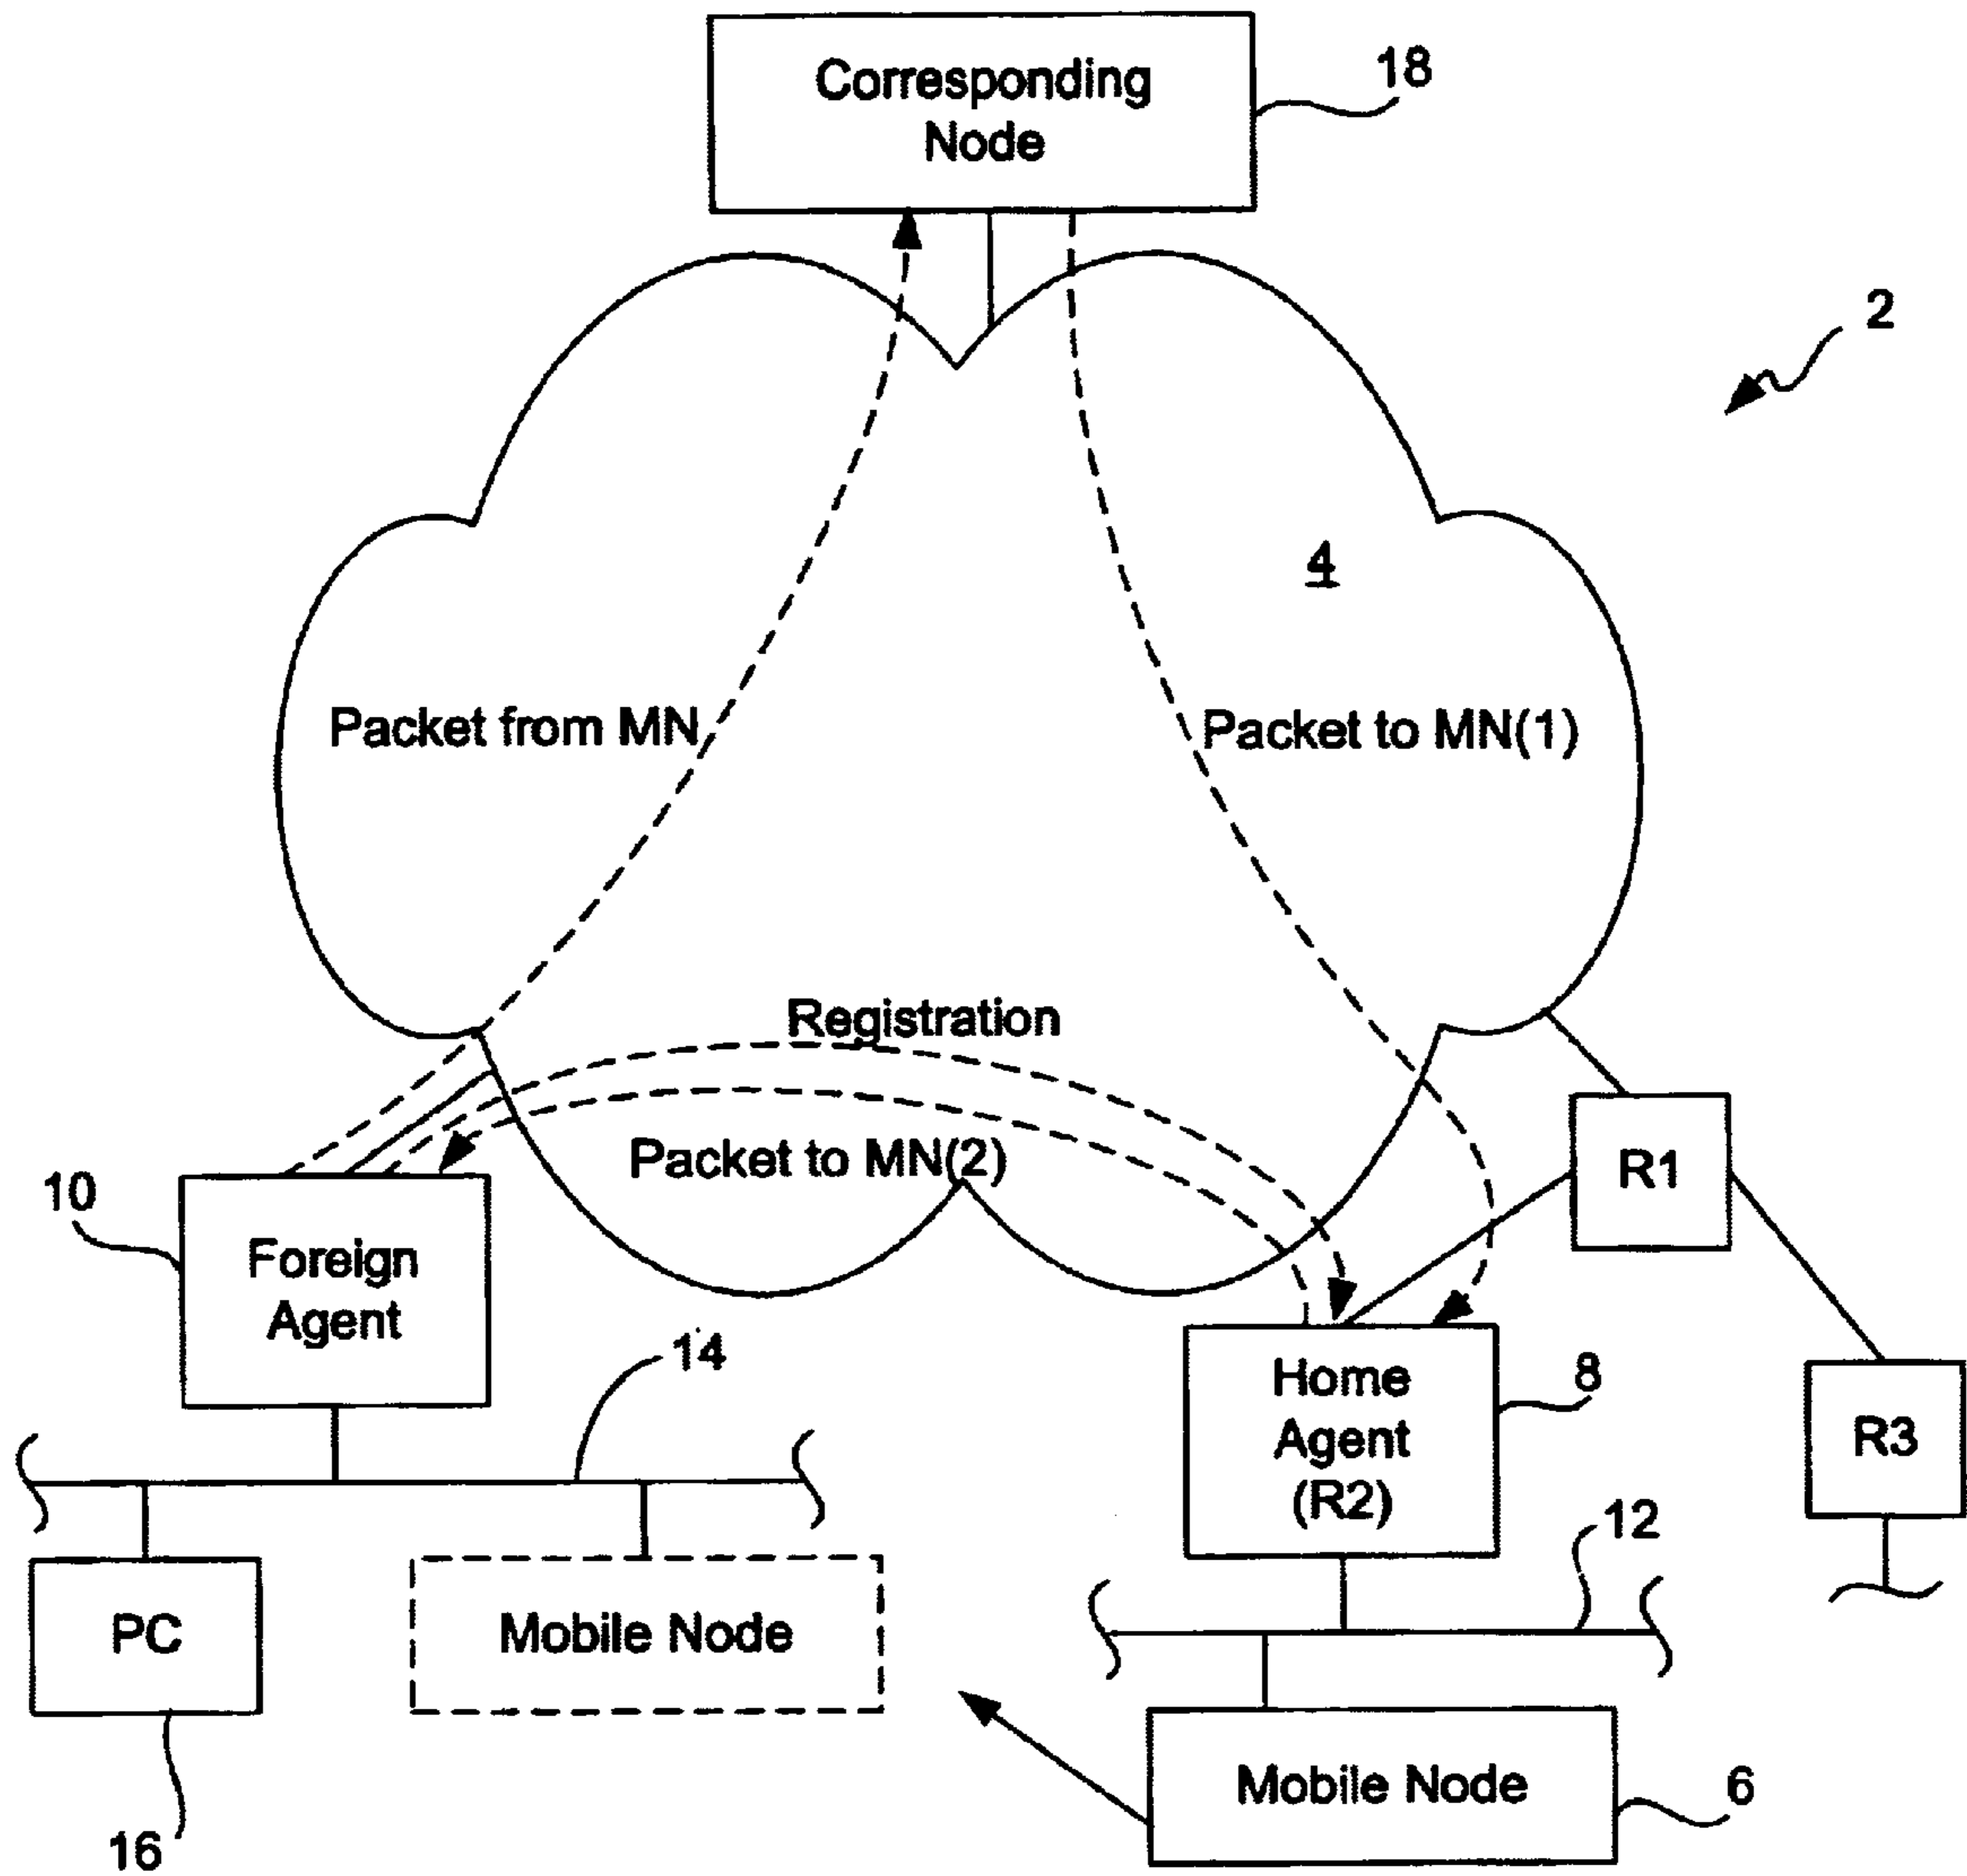 Corresponding
Node
18
2
4
Packet from MN
Packet to MN(1)
Registration
Packet to MN(2)
R1
10
Foreign
Agent
14
Home
Agent
(R2)
8
R3
12
PC
Mobile Node
Mobile Node
6
16